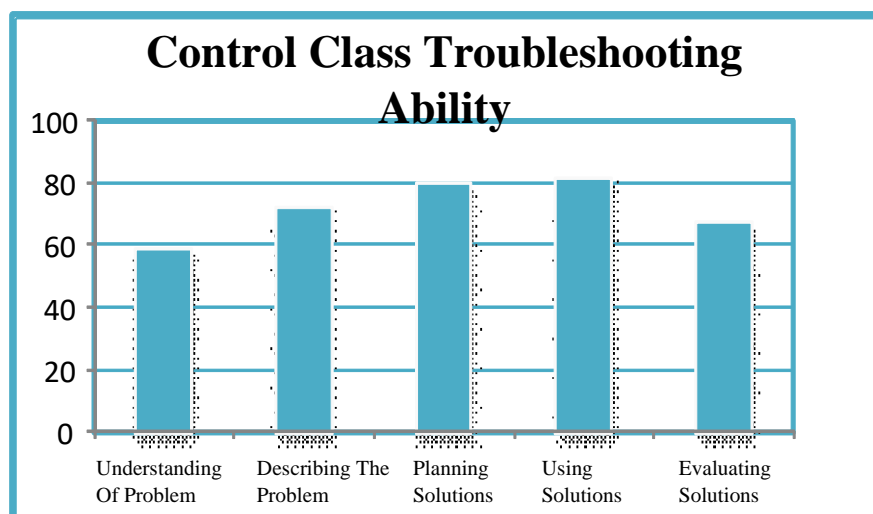 Control Class Troubleshooting
Ability
100
80
60
40
20
0
Understanding
Of Problem
Describing The
Problem
Planning
Solutions
Using
Solutions
Evaluating
Solutions